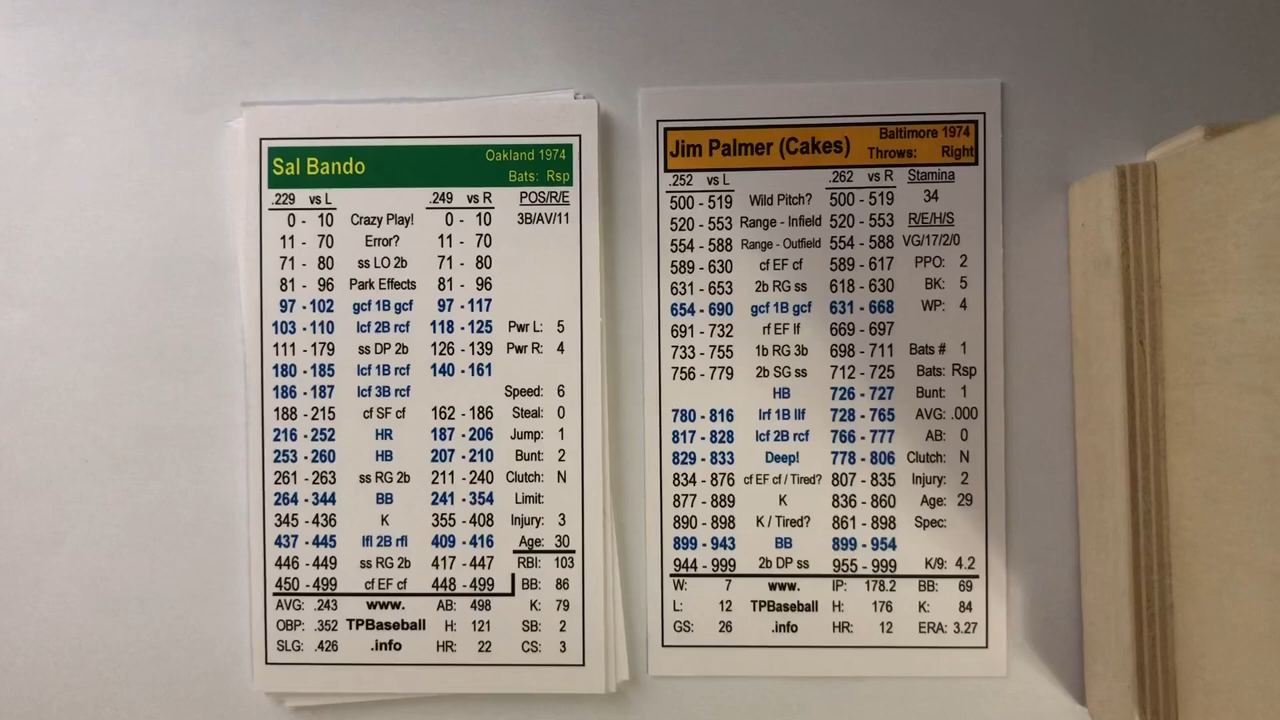 Sal Bando
Oakland 1974
Bats: Rsp
.229 vs L .249 vs R POS/R/E
0 - 10 Crazy Play! 0 - 10 3B/AV/11
11 - 70 Error? 11 - 70
71 - 80 ss LO 2b 71 - 80
81 - 96 Park Effects 81 - 96
97 - 102 gcf 1B gcf 97 - 117
103 - 110 lcf 2B rcf 118 - 125 Pwr L: 5
111 - 179 ss DP 2b 126 - 139 Pwr R: 4
180 - 185 lcf 1B rcf 140 - 161
186 - 187 lcf 3B rcf Speed: 6
188 - 215 cf SF cf 162 - 186 Steal: 0
216 - 252 HR 187 - 206 Jump: 1
253 - 260 HB 207 - 210 Bunt: 2
261 - 263 ss RG 2b 211 - 240 Clutch: N
264 - 344 BB 241 - 354 Limit:
345 - 436 K 355 - 408 Injury: 3
437 - 445 lfl 2B rfl 409 - 416 Age: 30
446 - 449 ss RG 2b 417 - 447 RBI: 103
450 - 499 cf EF cf 448 - 499 BB: 86
AVG: .243 www. AB: 498 K: 79
OBP: .352 TPBaseball H: 121 SB: 2
SLG: .426 .info HR: 22 CS: 3
Jim Palmer (Cakes)
Baltimore 1974
Throws: Right
.252 vs L .262 vs R Stamina
500 - 519 Wild Pitch? 500 - 519 34
520 - 553 Range - Infield 520 - 553 R/E/H/S
554 - 588 Range - Outfield 554 - 588 VG/17/2/0
589 - 630 cf EF cf 589 - 617 PPO: 2
631 - 653 2b RG ss 618 - 630 BK: 5
654 - 690 gcf 1B gcf 631 - 668 WP: 4
691 - 732 rf EF lf 669 - 697
733 - 755 1b RG 3b 698 - 711 Bats # 1
756 - 779 2b SG ss 712 - 725 Bats: Rsp
HB 726 - 727 Bunt: 1
780 - 816 lrf 1B llf 728 - 765 AVG: .000
817 - 828 lcf 2B rcf 766 - 777 AB: 0
829 - 833 Deep! 778 - 806 Clutch: N
834 - 876 cf EF cf / Tired? 807 - 835 Injury: 2
877 - 889 K 836 - 860 Age: 29
890 - 898 K / Tired? 861 - 898 Spec:
899 - 943 BB 899 - 954
944 - 999 2b DP ss 955 - 999 K/9: 4.2
W: 7 www. IP: 178.2 BB: 69
L: 12 TPBaseball H: 176 K: 84
GS: 26 .info HR: 12 ERA: 3.27